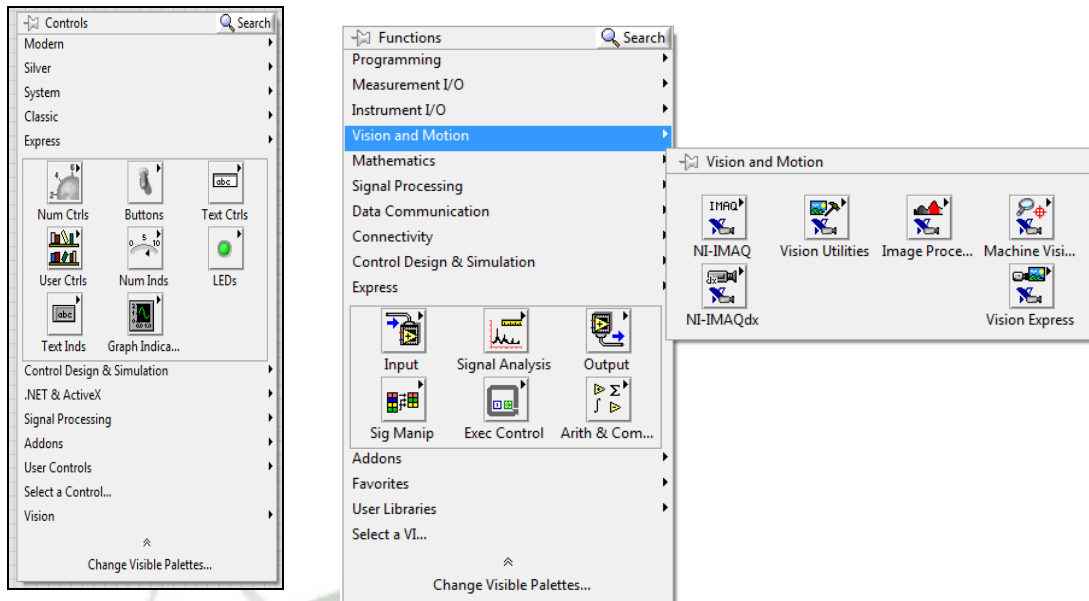 Controls
Search
Modern
Silver
System
Classic
Express
Num Ctrls Buttons Text Ctrls
User Ctrls Num Inds LEDs
Text Inds Graph Indica...
Control Design & Simulation
.NET & ActiveX
Signal Processing
Addons
User Controls
Select a Control...
Vision
Change Visible Palettes...
Functions
Search
Programming
Measurement I/O
Instrument I/O
Vision and Motion
Mathematics
Signal Processing
Data Communication
Connectivity
Control Design & Simulation
Express
Input Signal Analysis Output
Sig Manip Exec Control Arith & Com...
Addons
Favorites
User Libraries
Select a VI...
Change Visible Palettes...
Vision and Motion
IMAQ
NI-IMAQ Vision Utilities Image Proce... Machine Visi...
NI-IMAQdx Vision Express